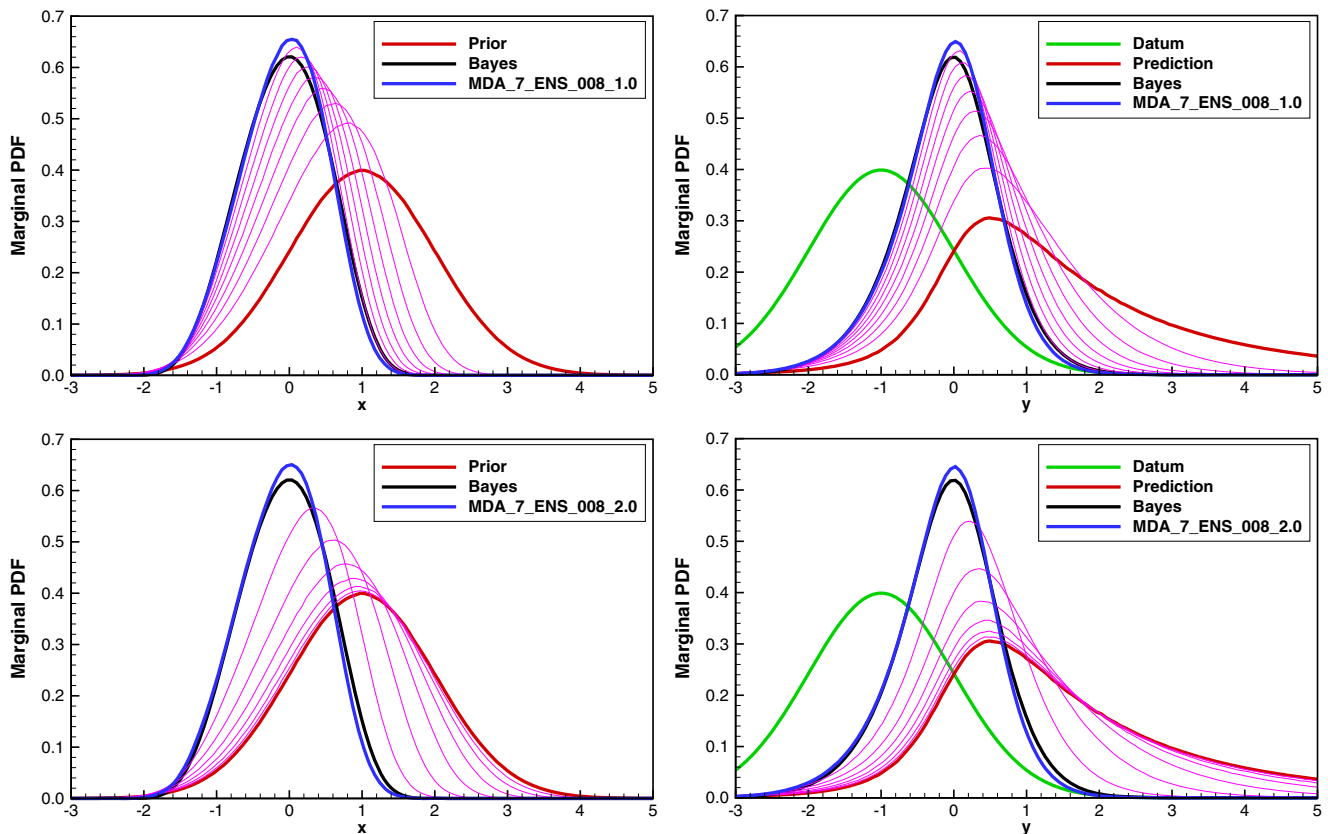 Marginal PDF
0.7
0.6
0.5
0.4
0.3
0.2
0.1
0.0
-3 -2 -1 0 1 2 3 4 5
x
Prior
Bayes
MDA_7_ENS_008_1.0
Marginal PDF
0.7
0.6
0.5
0.4
0.3
0.2
0.1
0.0
-3 -2 -1 0 1 2 3 4 5
y
Datum
Prediction
Bayes
MDA_7_ENS_008_1.0
Marginal PDF
0.7
0.6
0.5
0.4
0.3
0.2
0.1
0.0
-3 -2 -1 0 1 2 3 4 5
x
Prior
Bayes
MDA_7_ENS_008_2.0
Marginal PDF
0.7
0.6
0.5
0.4
0.3
0.2
0.1
0.0
-3 -2 -1 0 1 2 3 4 5
y
Datum
Prediction
Bayes
MDA_7_ENS_008_2.0